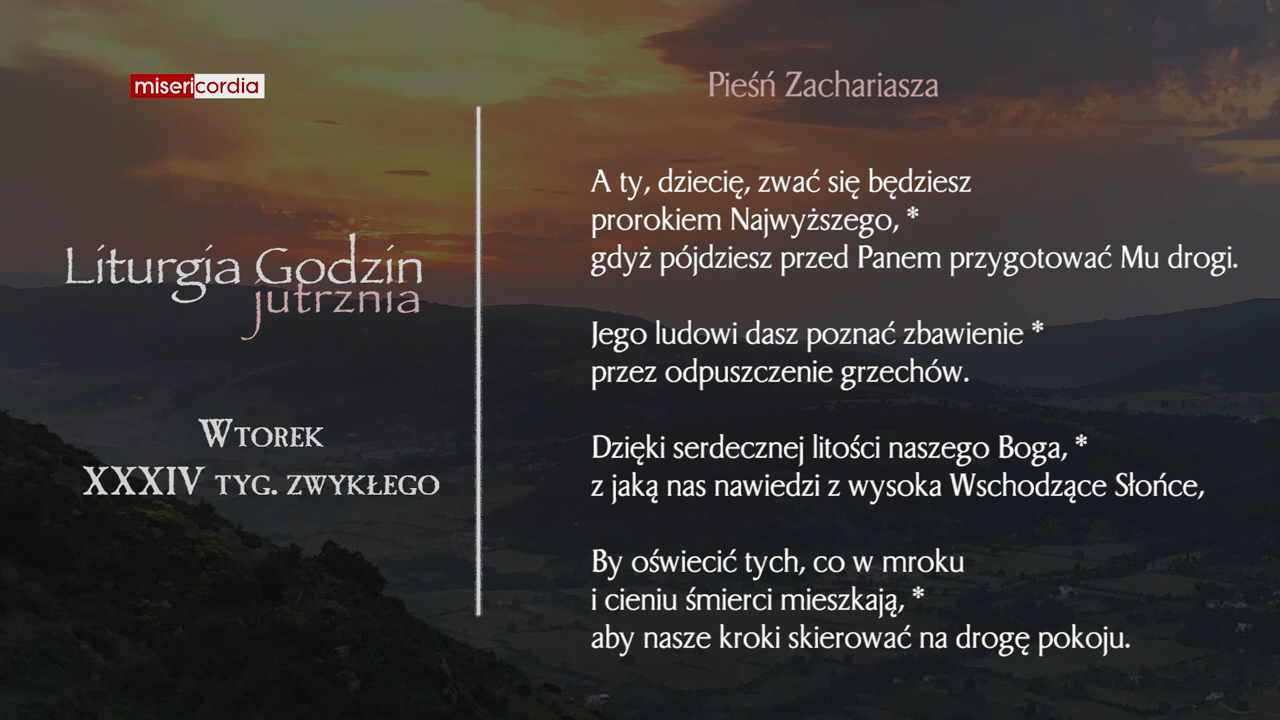 misericordia
Liturgia Godzin
jutrznia
Wtorek
XXXIV tyg. zwykłego
Pieśń Zachariasza
A ty, dziecię, zwać się będziesz
prorokiem Najwyższego, *
gdyż pójdziesz przed Panem przygotować Mu drogi.
Jego ludowi dasz poznać zbawienie *
przez odpuszczenie grzechów.
Dzięki serdecznej litości naszego Boga, *
z jaką nas nawiedzi z wysoka Wschodzące Słońce,
By oświecić tych, co w mroku
i cieniu śmierci mieszkają, *
aby nasze kroki skierować na drogę pokoju.